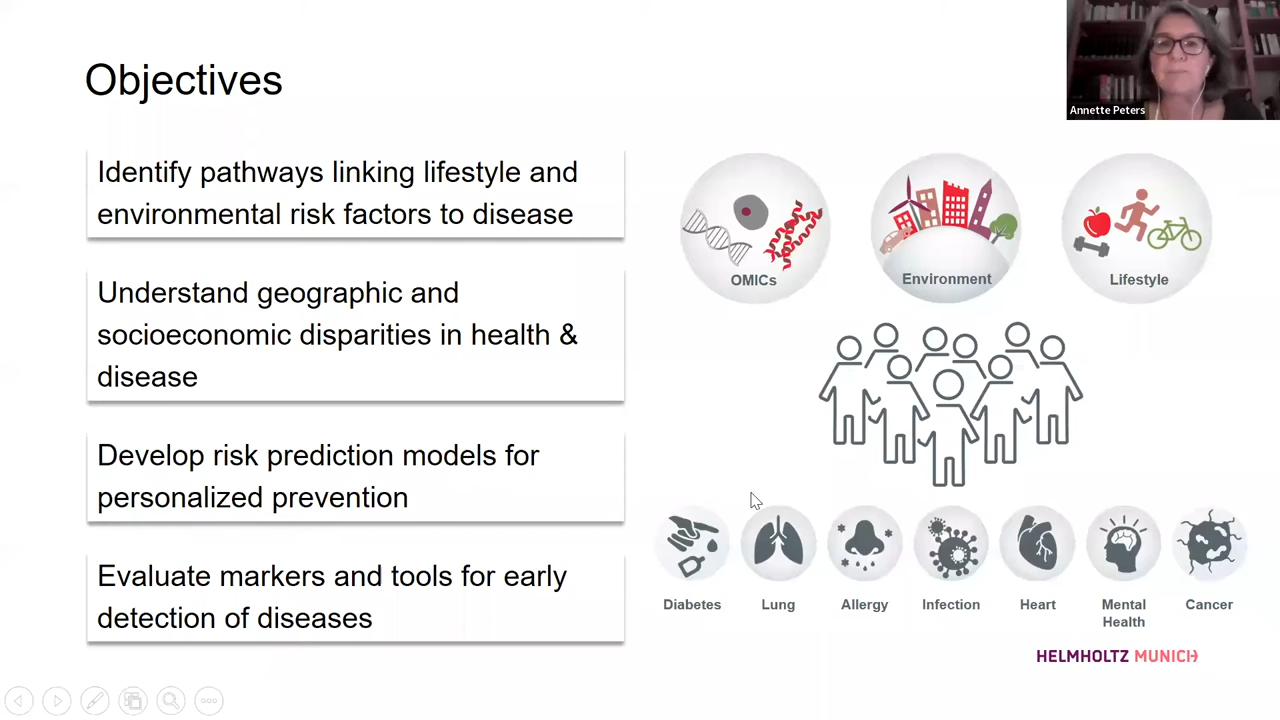 Objectives
Annette Peters
Identify pathways linking lifestyle and
environmental risk factors to disease
Understand geographic and
socioeconomic disparities in health &
disease
Develop risk prediction models for
personalized prevention
Evaluate markers and tools for early
detection of diseases
OMICs
Environment
Lifestyle
Diabetes
Lung
Allergy
Infection
Heart
Mental
Health
Cancer
HELMHOLTZ MUNICH